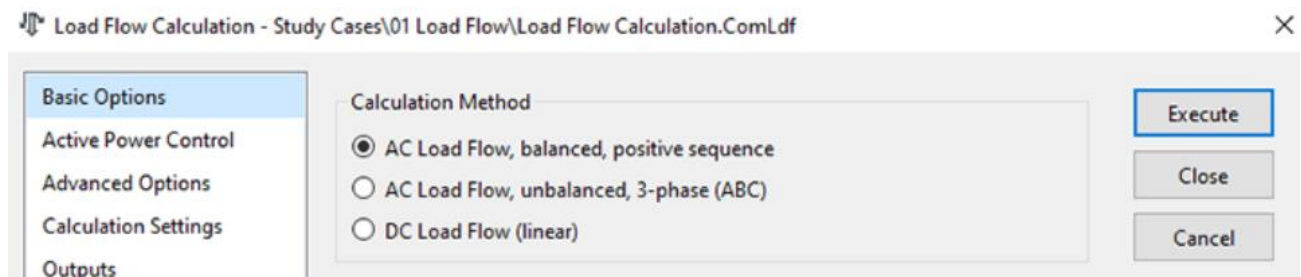 Load Flow Calculation - Study Cases\01 Load Flow\Load Flow Calculation.ComLdf
Basic Options
Active Power Control
Advanced Options
Calculation Settings
Outputs
Calculation Method
AC Load Flow, balanced, positive sequence
AC Load Flow, unbalanced, 3-phase (ABC)
DC Load Flow (linear)
Execute
Close
Cancel